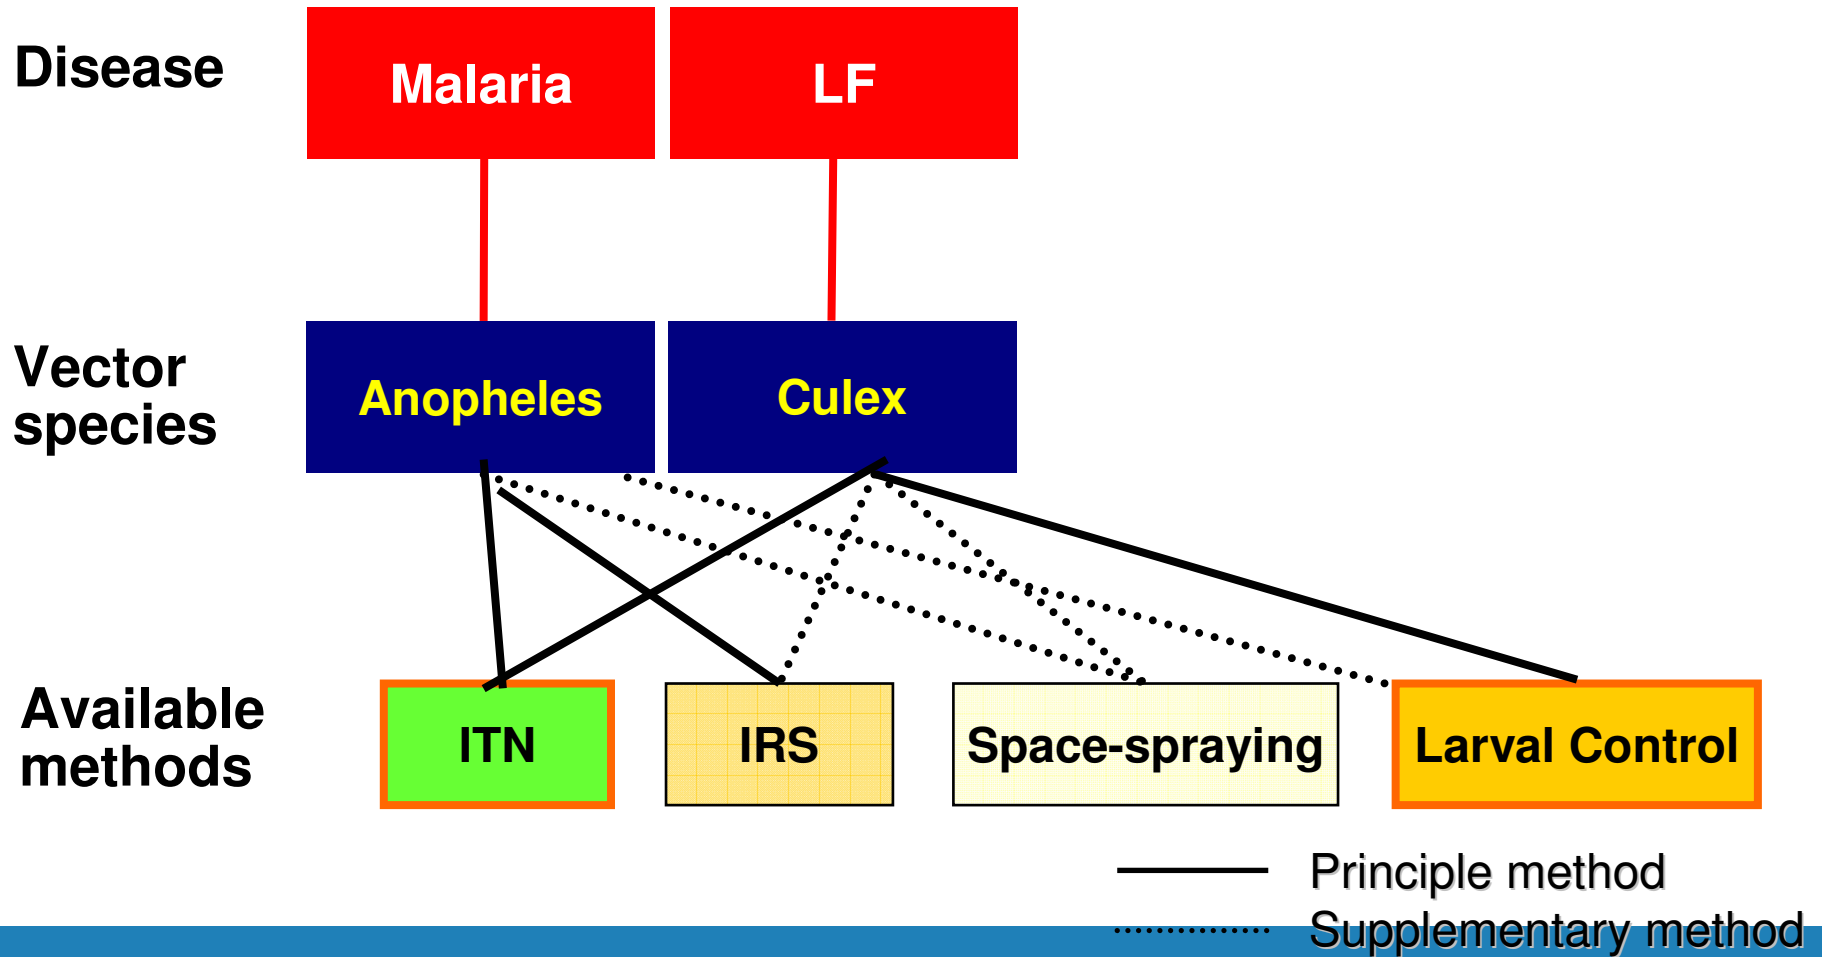 Disease
Malaria
LF
Vector
species
Anopheles
Culex
Available
methods
ITN
IRS
Space-spraying
Larval Control
Principle method
Supplementary method